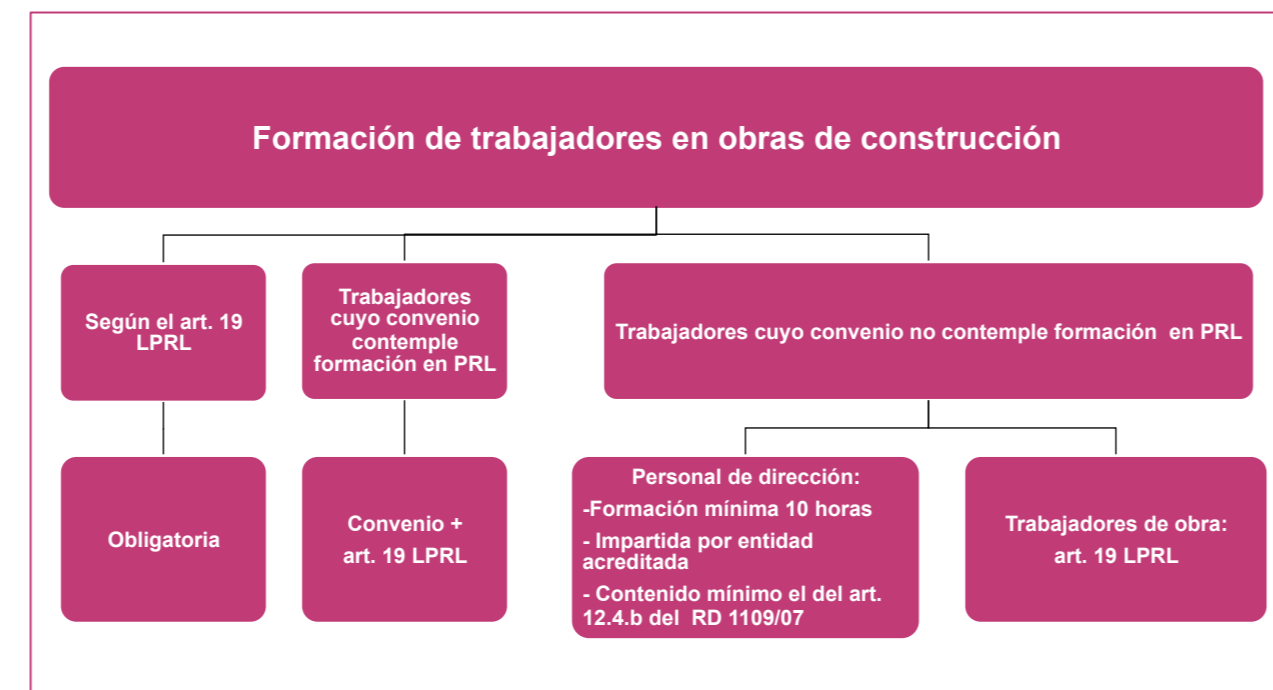 Formación de trabajadores en obras de construcción
Según el art. 19
LPRL
Trabajadores
cuyo convenio
contemple
formación en PRL
Trabajadores cuyo convenio no contemple formación en PRL
Obligatoria
Convenio +
art. 19 LPRL
Personal de dirección:
-Formación mínima 10 horas
- Impartida por entidad
acreditada
- Contenido mínimo el del art.
12.4.b del RD 1109/07
Trabajadores de obra:
art. 19 LPRL